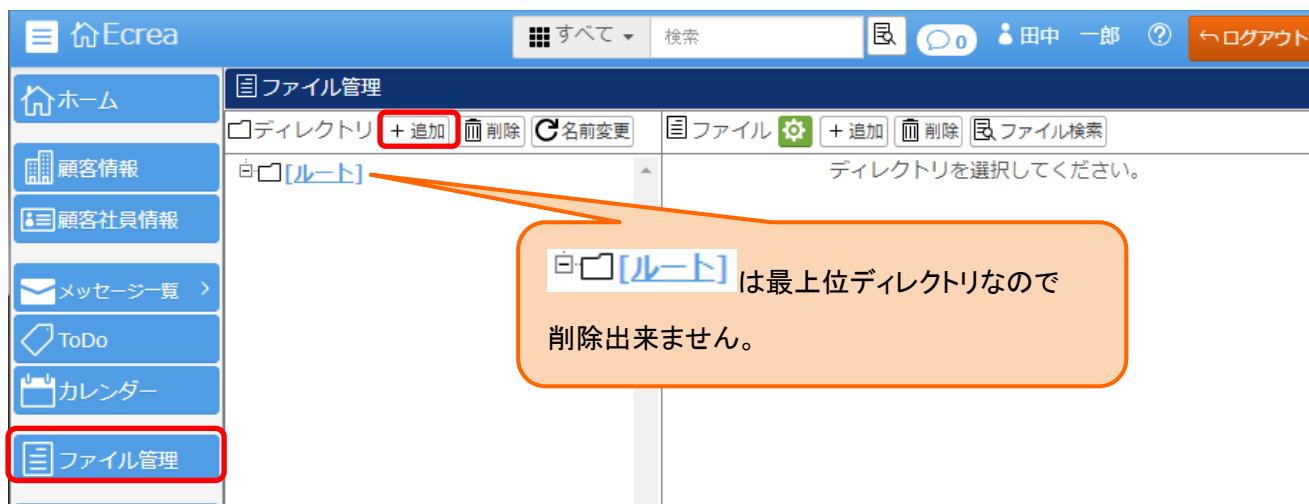 Ecrea
すべて
検索
0
田中 一郎
ログアウト
ホーム
顧客情報
顧客社員情報
メッセージ一覧
ToDo
カレンダー
ファイル管理
ファイル管理
ディレクトリ
+ 追加
削除
名前変更
[ルート]
ファイル
+ 追加
削除
ファイル検索
ディレクトリを選択してください。
[ルート]は最上位ディレクトリなので
削除出来ません。